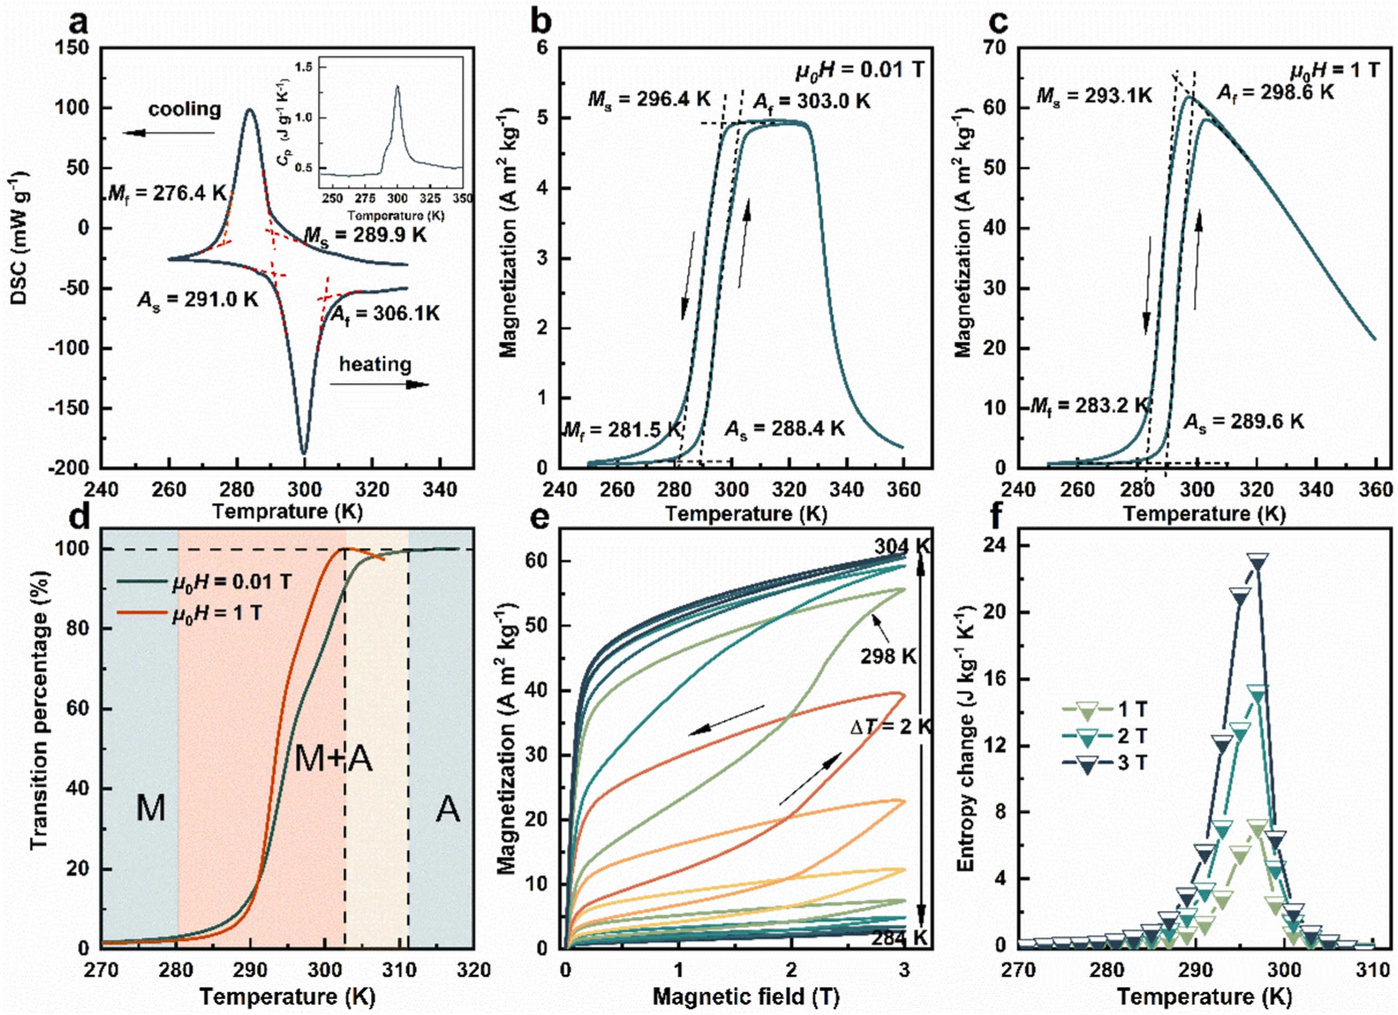 a
150
100
50
0
-50
-100
-150
-200
DSC (mW g⁻¹)
cooling
Mf = 276.4 K
Ms = 289.9 K
As = 291.0 K
Af = 306.1K
heating
1.5
1.0
0.5
Cp (J g⁻¹ K⁻¹)
250
275
300
325
350
Temperature (K)
240 260 280 300 320 340
Temprature (K)
b
6
5
4
3
2
1
0
Magnetization (A m² kg⁻¹)
μ₀H = 0.01 T
Ms = 296.4 K
Af = 303.0 K
Mf = 281.5 K
As = 288.4 K
240 260 280 300 320 340 360
Temperature (K)
c
70
60
50
40
30
20
10
0
Magnetization (A m² kg⁻¹)
μ₀H = 1 T
Ms = 293.1K
Af = 298.6 K
Mf = 283.2 K
As = 289.6 K
240 260 280 300 320 340 360
Temperature (K)
d
100
80
60
40
20
0
Transition percentage (%)
μ₀H = 0.01 T
μ₀H = 1 T
M
M+A
A
270 280 290 300 310 320
Temperature (K)
e
60
50
40
30
20
10
0
Magnetization (A m² kg⁻¹)
304 K
298 K
ΔT = 2 K
284 K
0 1 2 3
Magnetic field (T)
f
24
20
16
12
8
4
0
Entropy change (J kg⁻¹ K⁻¹)
1 T
2 T
3 T
270 280 290 300 310
Temperature (K)